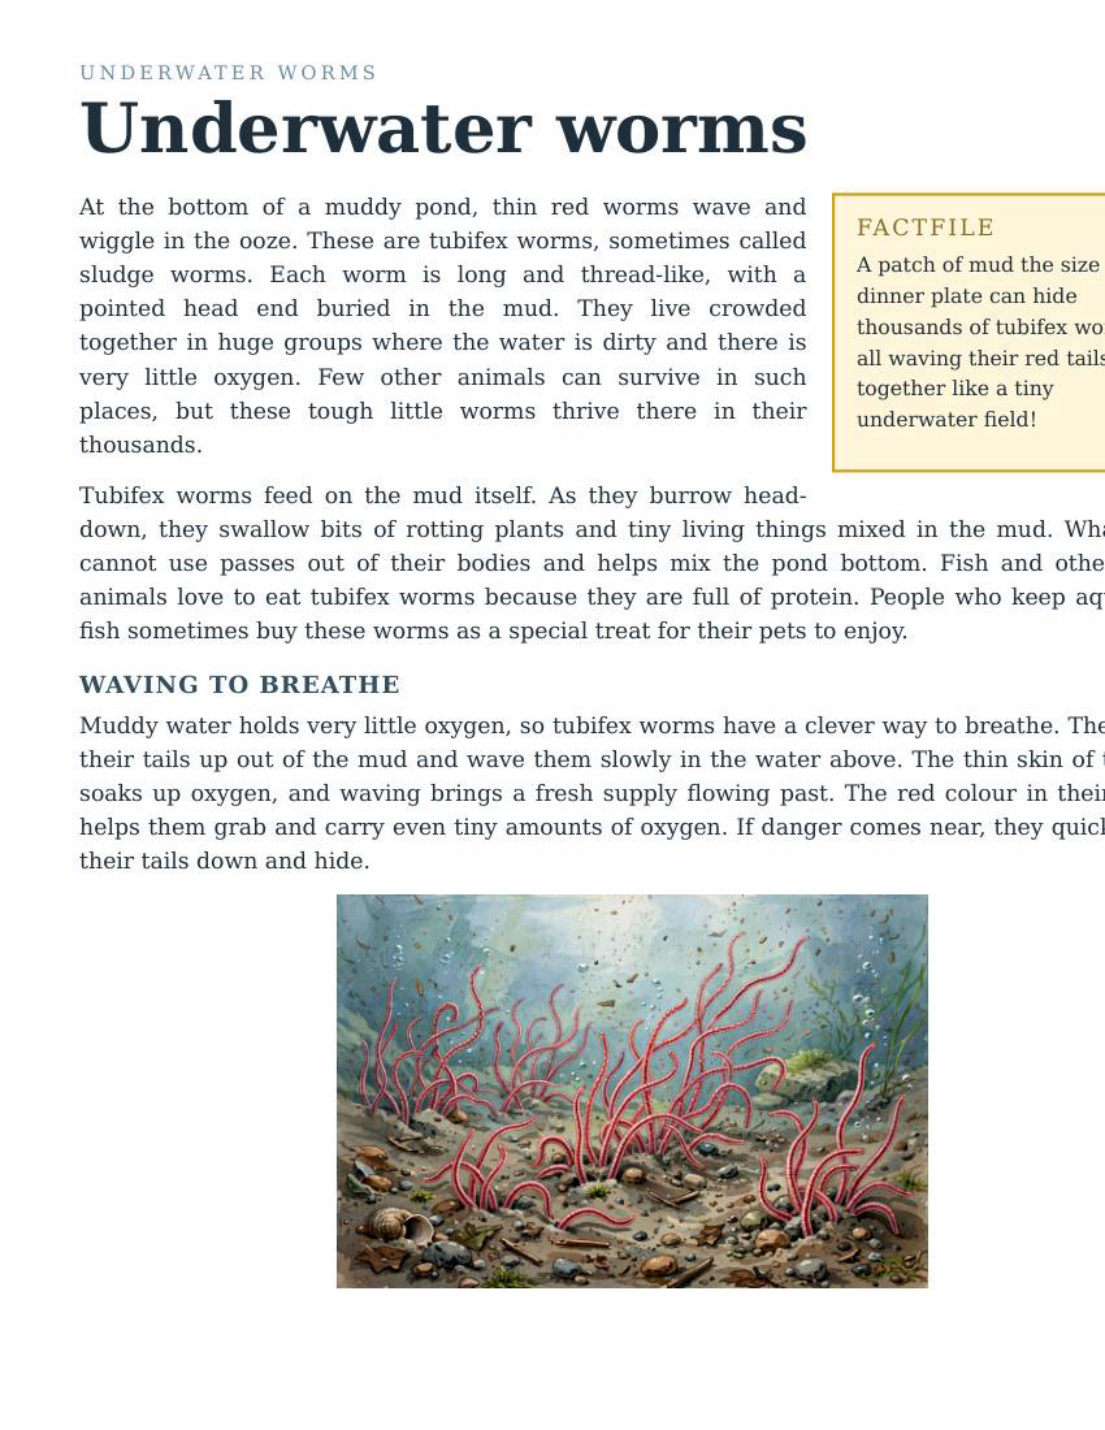 UNDERWATER WORMS
Underwater worms
At the bottom of a muddy pond, thin red worms wave and
wiggle in the ooze. These are tubifex worms, sometimes called
sludge worms. Each worm is long and thread-like, with a
pointed head end buried in the mud. They live crowded
together in huge groups where the water is dirty and there is
very little oxygen. Few other animals can survive in such
places, but these tough little worms thrive there in their
thousands.
FACTFILE
A patch of mud the size
dinner plate can hide
thousands of tubifex
all waving their red tails
together like a tiny
underwater field!
Tubifex worms feed on the mud itself. As they burrow head-
down, they swallow bits of rotting plants and tiny living things mixed in the mud.
cannot use passes out of their bodies and helps mix the pond bottom. Fish and
animals love to eat tubifex worms because they are full of protein. People who keep
fish sometimes buy these worms as a special treat for their pets to enjoy.
WAVING TO BREATHE
Muddy water holds very little oxygen, so tubifex worms have a clever way to breathe.
their tails up out of the mud and wave them slowly in the water above. The thin skin of
soaks up oxygen, and waving brings a fresh supply flowing past. The red colour in their
helps them grab and carry even tiny amounts of oxygen. If danger comes near, they
their tails down and hide.